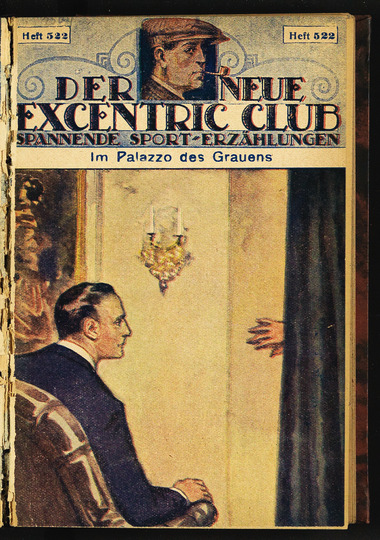 Heft 522
Heft 522
DER NEUE
EXCENTRIC CLUB
SPANNENDE SPORT-ERZÄHLUNGEN
Im Palazzo des Grauens